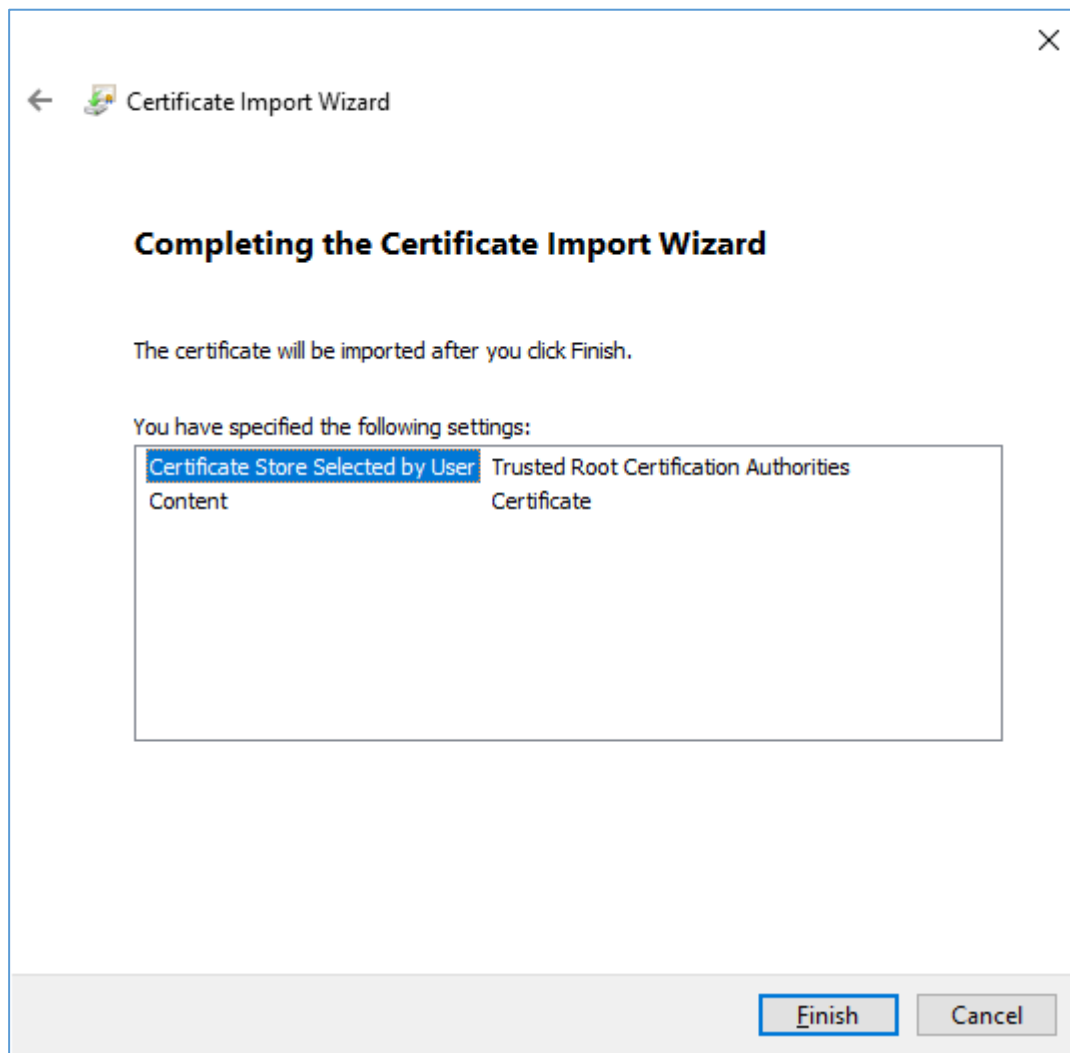 Certificate Import Wizard
Completing the Certificate Import Wizard
The certificate will be imported after you click Finish.
You have specified the following settings:
Certificate Store Selected by User Trusted Root Certification Authorities
Content Certificate
Finish Cancel